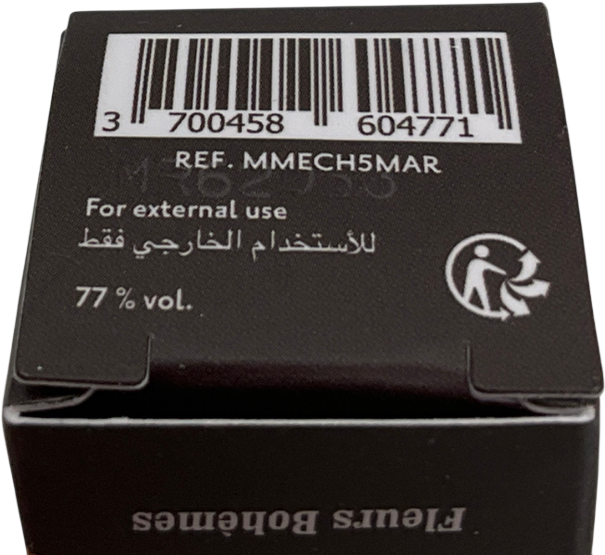 3 700458 604771
REF. MMECH5MAR
For external use
للأستخدام الخارجي فقط
77 % vol.
Fleurs Bohèmes